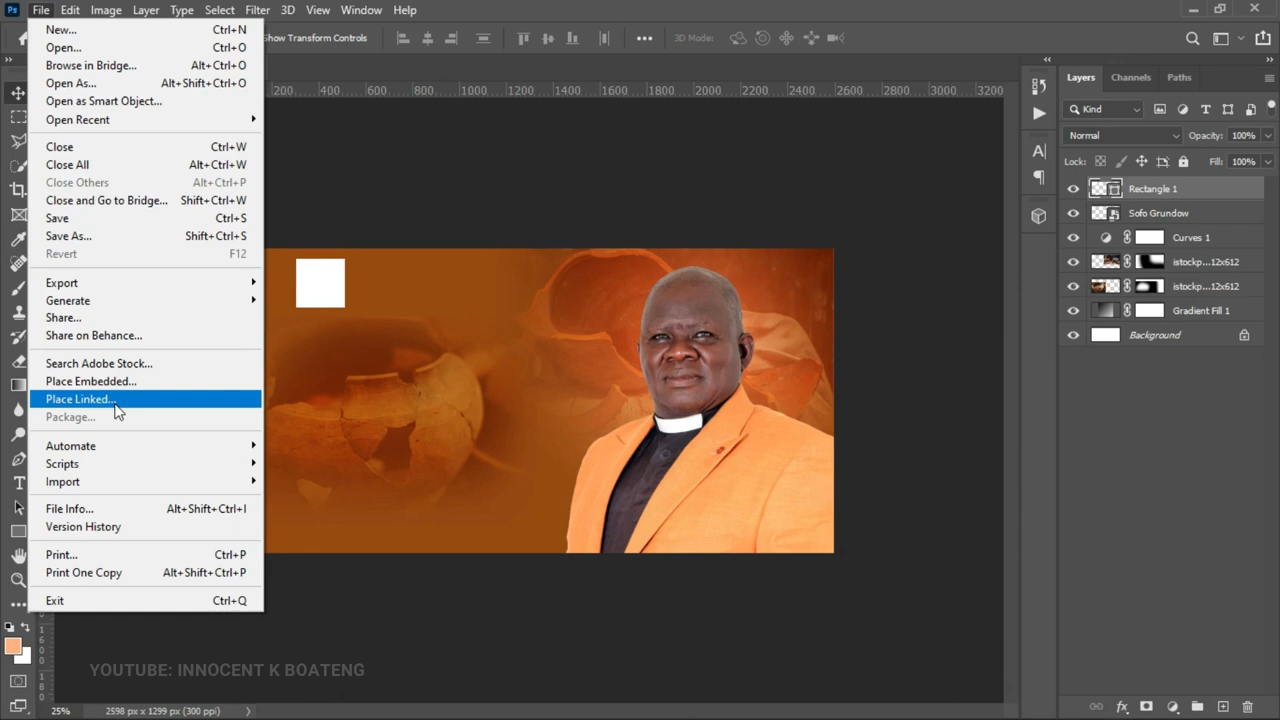 Ps File Edit Image Layer Type Select Filter 3D View Window Help
New... Ctrl+N
Open... Ctrl+O
Browse in Bridge... Alt+Ctrl+O
Open As... Alt+Shift+Ctrl+O
Open as Smart Object...
Open Recent
Close Ctrl+W
Close All Alt+Ctrl+W
Close Others Alt+Ctrl+P
Close and Go to Bridge... Shift+Ctrl+W
Save Ctrl+S
Save As... Shift+Ctrl+S
Revert F12
Export
Generate
Share...
Share on Behance...
Search Adobe Stock...
Place Embedded...
Place Linked...
Package...
Automate
Scripts
Import
File Info... Alt+Shift+Ctrl+I
Version History
Print... Ctrl+P
Print One Copy Alt+Shift+Ctrl+P
Exit Ctrl+Q
Show Transform Controls
3D Mode:
200 400 600 800 1000 1200 1400 1600 1800 2000 2200 2400 2600 2800 3000 3200
Layers Channels Paths
Kind
Normal Opacity: 100%
Lock: Fill: 100%
Rectangle 1
Sofo Grundow
Curves 1
istockp...12x612
istockp...12x612
Gradient Fill 1
Background
YOUTUBE: INNOCENT K BOATENG
25% 2598 px x 1299 px (300 ppi)